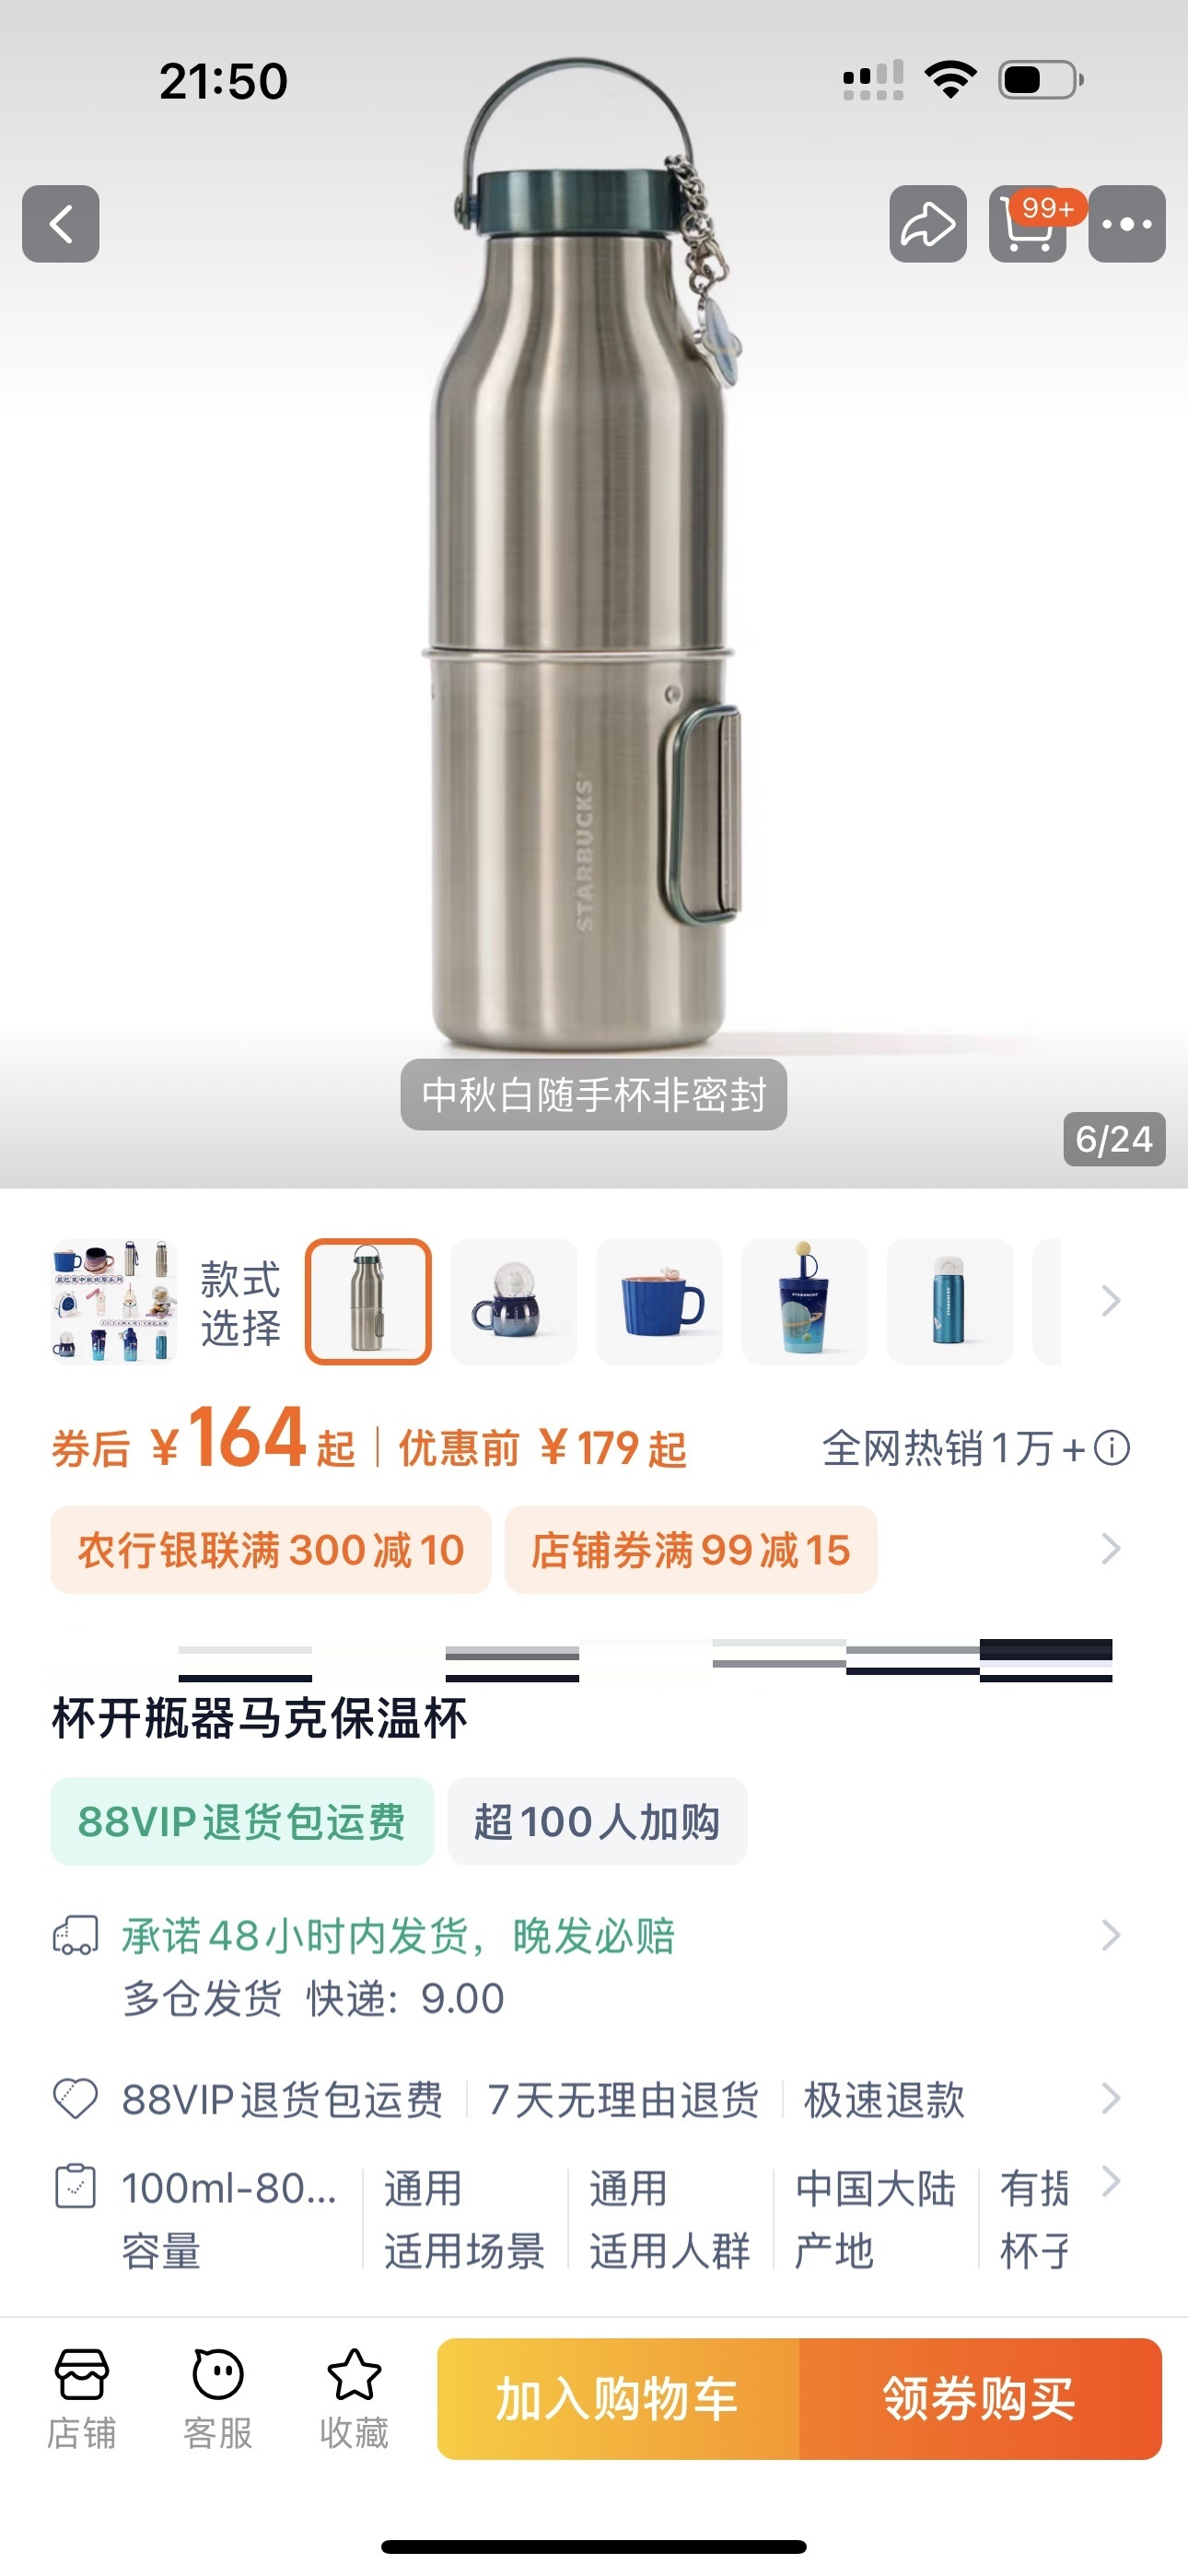 21:50
99+
STARBUCKS
中秋白随手杯非密封
6/24
款式
选择
券后 ¥164起 优惠前 ¥179起
全网热销1万+
农行银联满300减10
店铺券满99减15
杯开瓶器马克保温杯
88VIP退货包运费
超100人加购
承诺48小时内发货，晚发必赔
多仓发货 快递: 9.00
88VIP退货包运费 7天无理由退货 极速退款
100ml-80... 通用 通用 中国大陆 有提
容量 适用场景 适用人群 产地 杯子
店铺 客服 收藏
加入购物车
领券购买